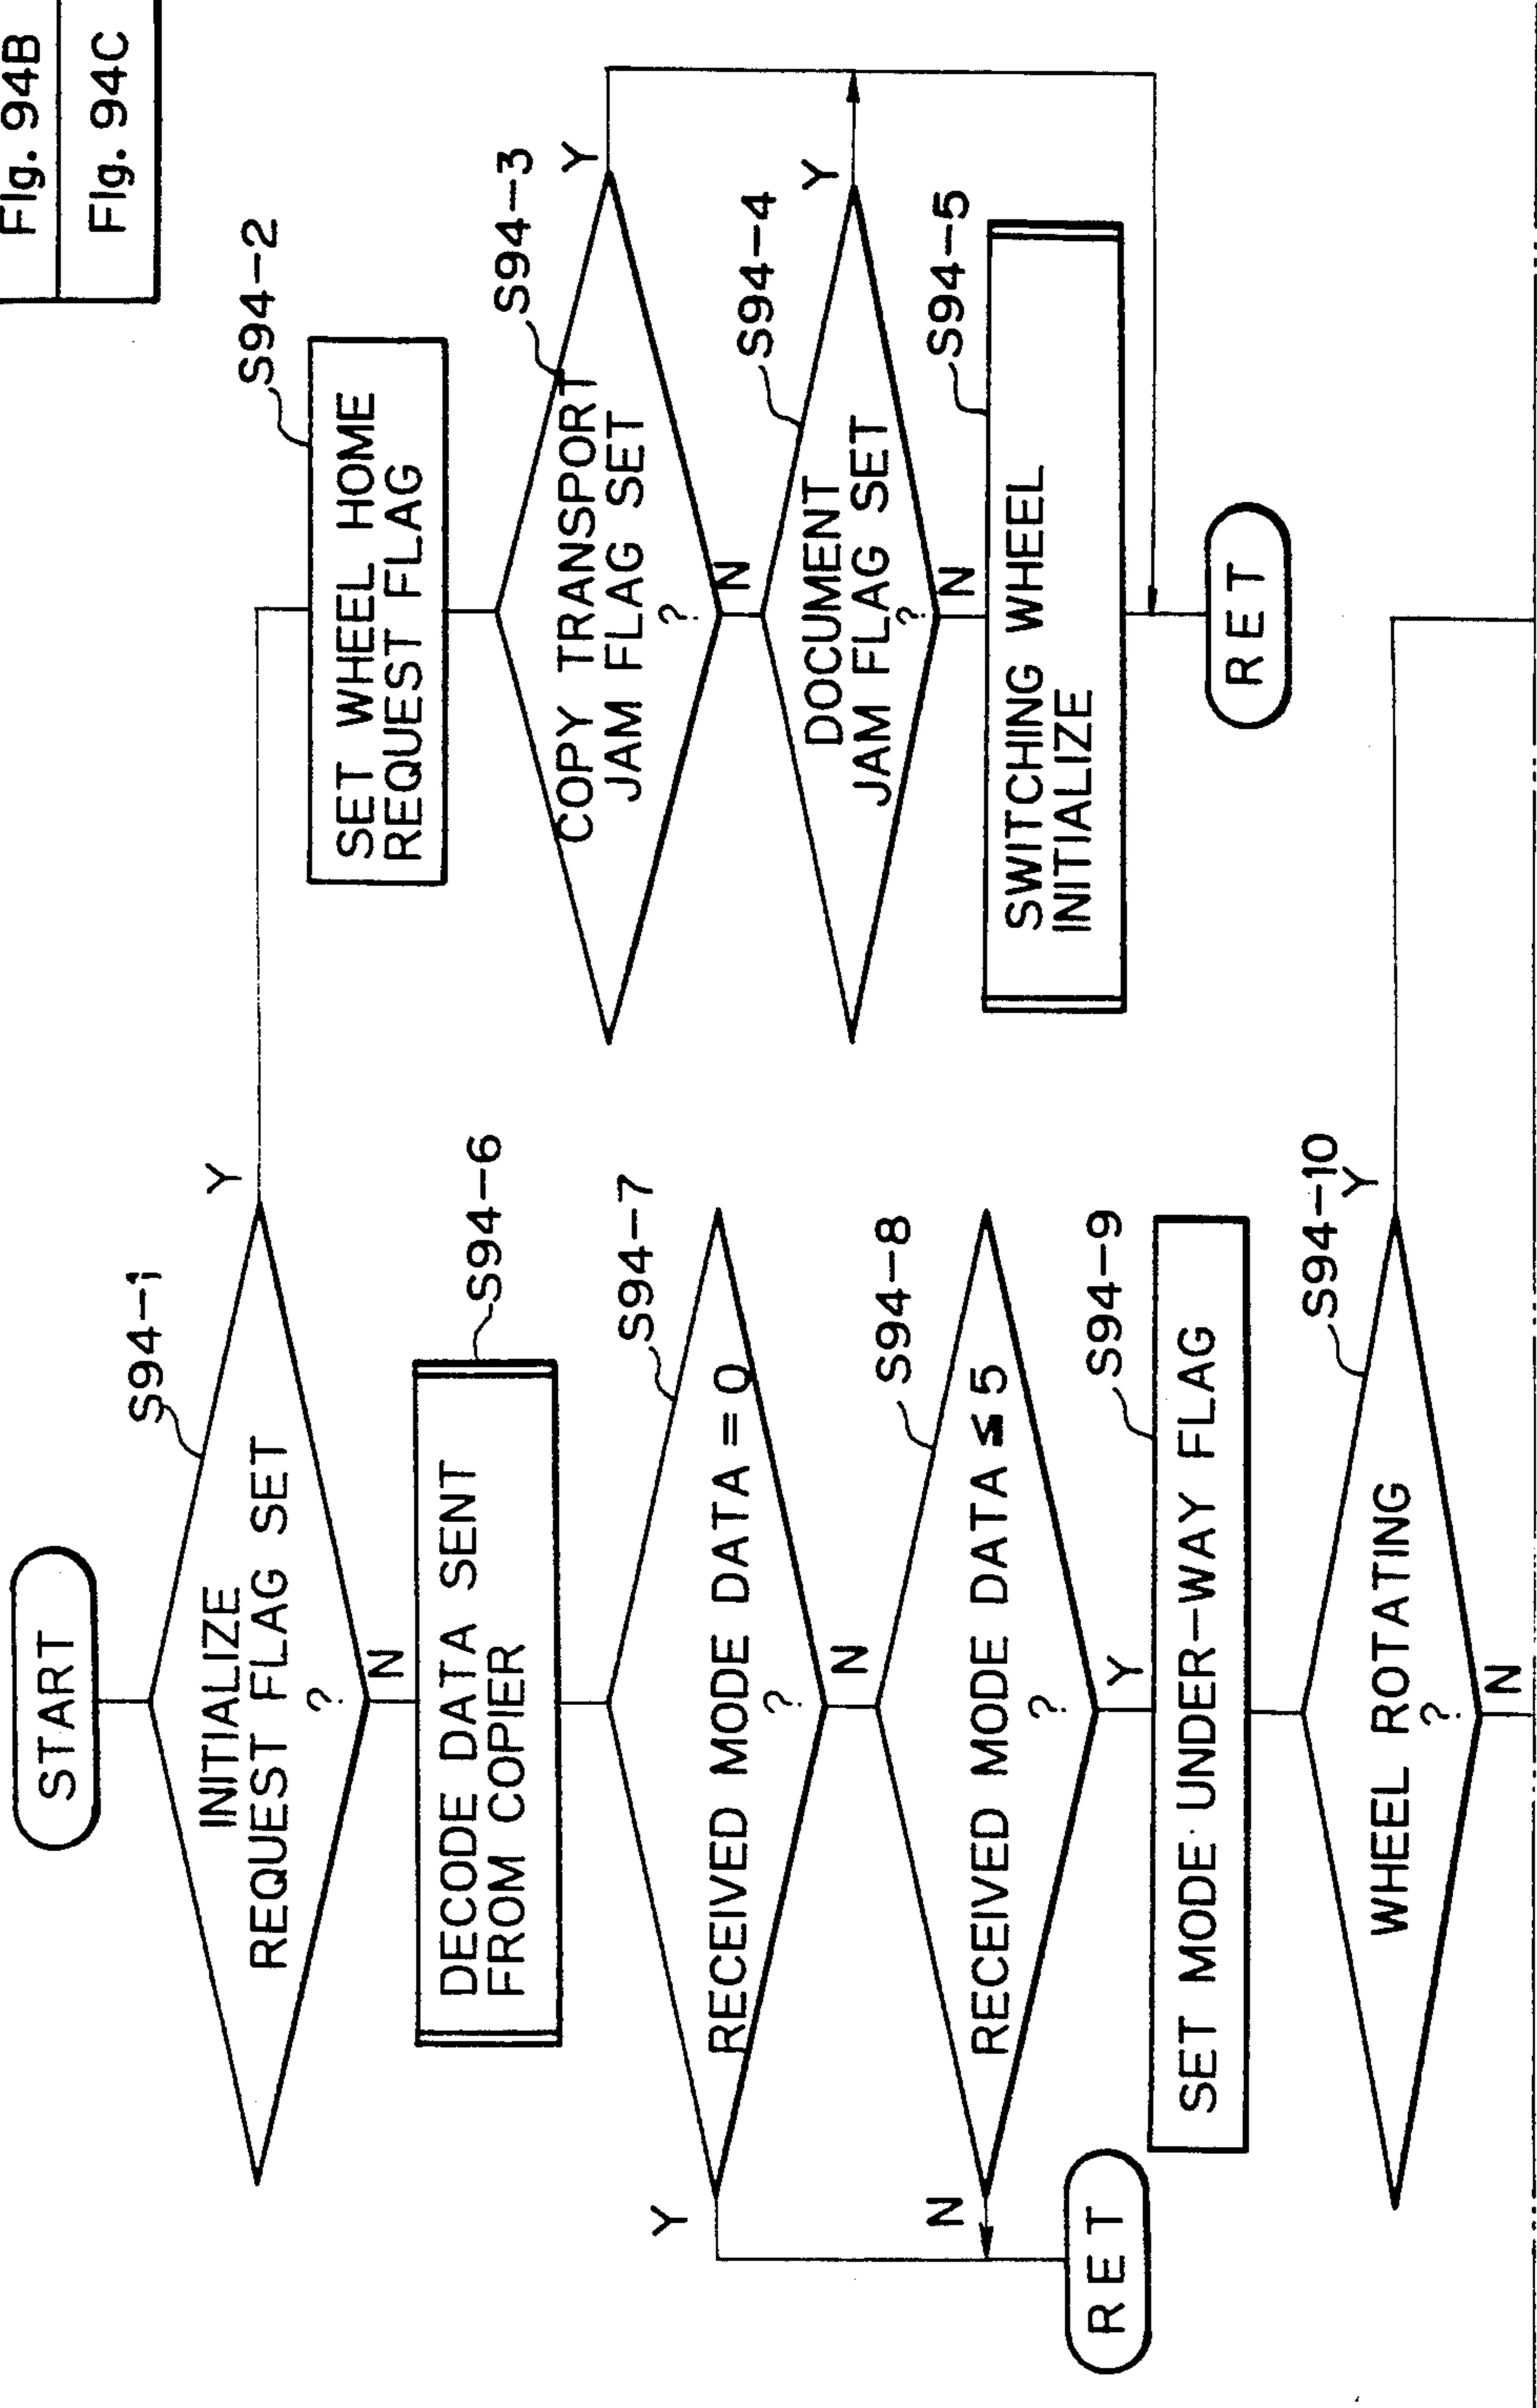 Fig. 94B
Fig. 94C
START
S94-1
INITIALIZE
REQUEST FLAG SET
?
Y
N
S94-2
SET WHEEL HOME
REQUEST FLAG
S94-3
COPY TRANSPORT
JAM FLAG SET
?
Y
N
S94-4
DOCUMENT
JAM FLAG SET
?
Y
N
S94-5
SWITCHING WHEEL
INITIALIZE
RET
S94-6
DECODE DATA SENT
FROM COPIER
S94-7
RECEIVED MODE DATA = 0
?
Y
N
S94-8
RECEIVED MODE DATA ≤ 5
?
N
Y
RET
S94-9
SET MODE UNDER-WAY FLAG
S94-10
WHEEL ROTATING
?
Y
N